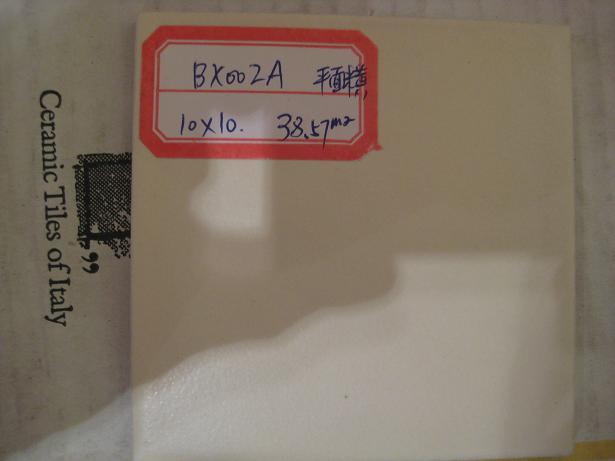 BX002A 平面
10x10. 38.57m2
Ceramic Tiles of Italy